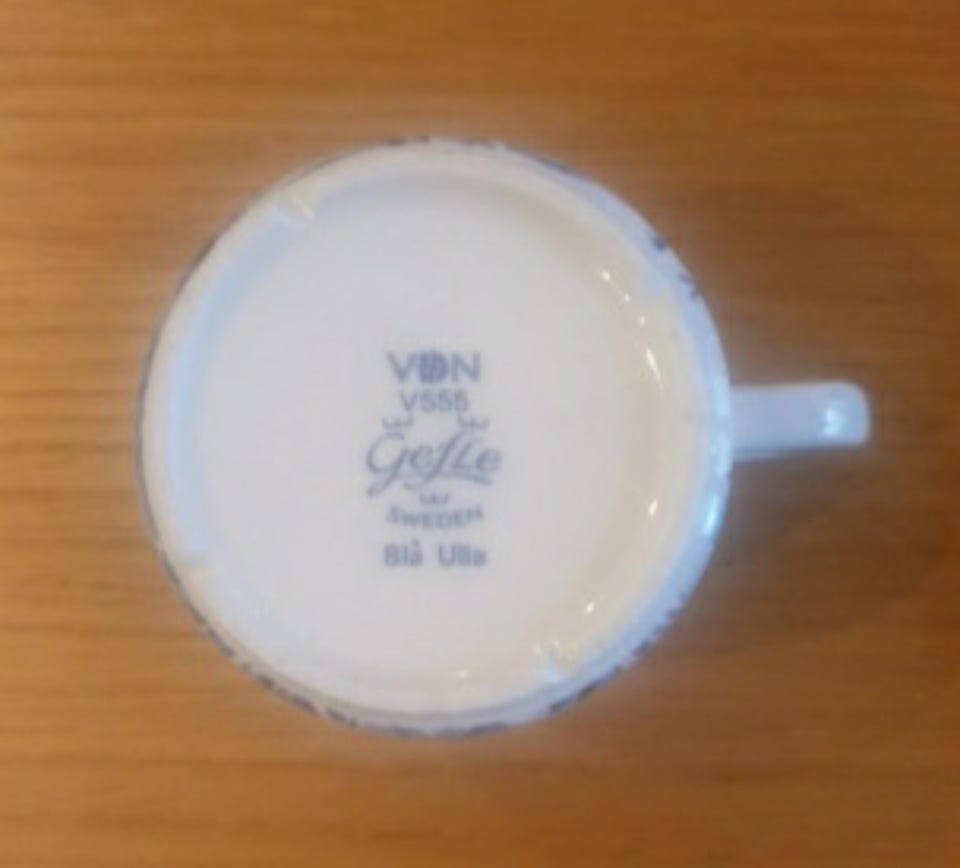 VDN
V555
Gefle
SWEDEN
Blå Ulla